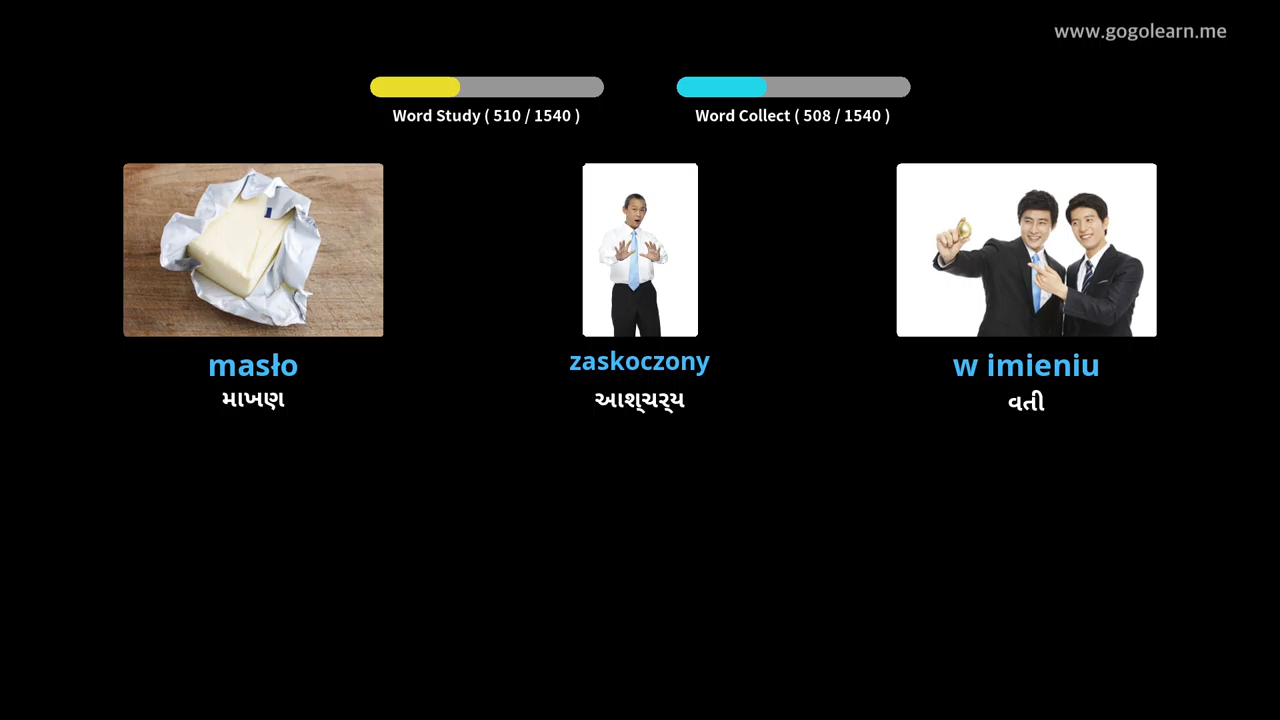 www.gogolearn.me
Word Study ( 510 / 1540 )
Word Collect ( 508 / 1540 )
masło
zaskoczony
w imieniu
માખણ
આશ્ચર્ય
વતી